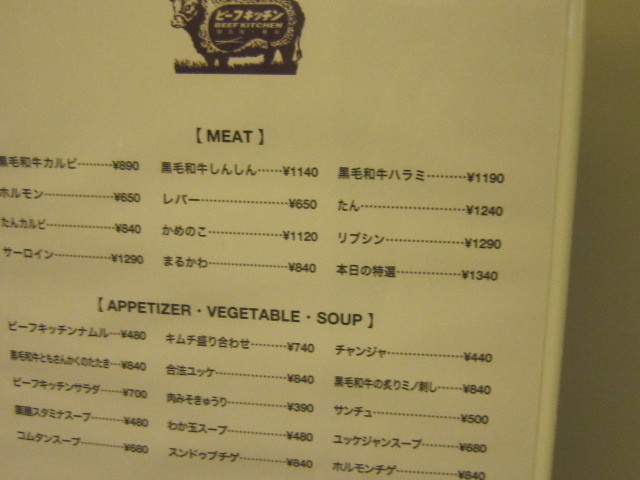 ビーフキッチン
BEEF KITCHEN
【 MEAT 】
黒毛和牛カルビ………¥890 黒毛和牛しんしん……¥1140 黒毛和牛ハラミ………¥1190
ホルモン………………¥650 レバー…………………¥650 たん……………………¥1240
たんカルビ……………¥840 かめのこ………………¥1120 リブシン………………¥1290
サーロイン……………¥1290 まるかわ………………¥840 本日の特選……………¥1340
【 APPETIZER・VEGETABLE・SOUP 】
ビーフキッチンナムル…¥480 キムチ盛り合わせ………¥740 チャンジャ………………¥440
黒毛和牛ともさんかくのたたき…¥840 合法ユッケ………………¥840 黒毛和牛の炙りミノ刺し…¥840
ビーフキッチンサラダ…¥700 肉みそきゅうり…………¥390 サンチュ…………………¥500
薬膳スタミナスープ……¥480 わか玉スープ……………¥480 ユッケジャンスープ……¥680
コムタンスープ…………¥680 スンドゥブチゲ…………¥840 ホルモンチゲ……………¥840